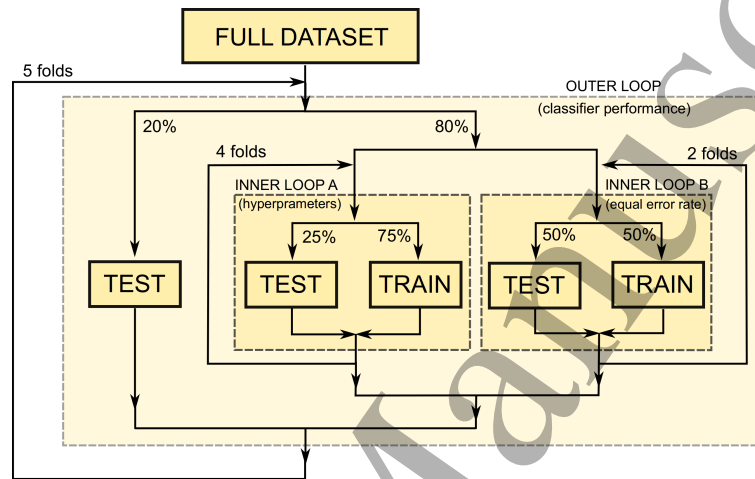 FULL DATASET
5 folds
OUTER LOOP
(classifier performance)
20%
80%
4 folds
2 folds
INNER LOOP A
(hyperprameters)
INNER LOOP B
(equal error rate)
25%
75%
50%
50%
TEST
TEST
TRAIN
TEST
TRAIN
Manusc